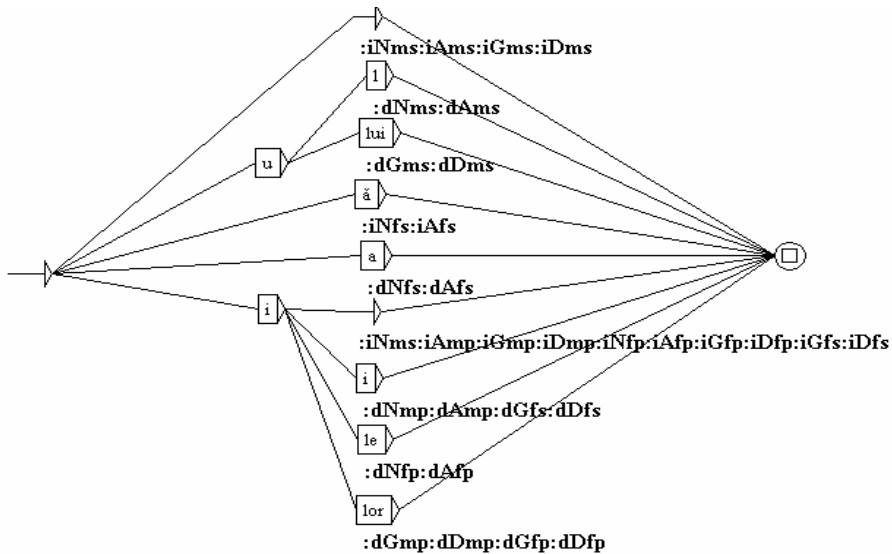 :iNms:iAms:iGms:iDms
l
:dNms:dAms
u
lui
:dGms:dDms
ă
:iNfs:iAfs
a
:dNfs:dAfs
i
:iNms:iAmp:iGmp:iDmp:iNfp:iAfp:iGfp:iDfp:iGfs:iDfs
i
:dNmp:dAmp:dGfs:dDfs
le
:dNfp:dAfp
lor
:dGmp:dDmp:dGfp:dDfp